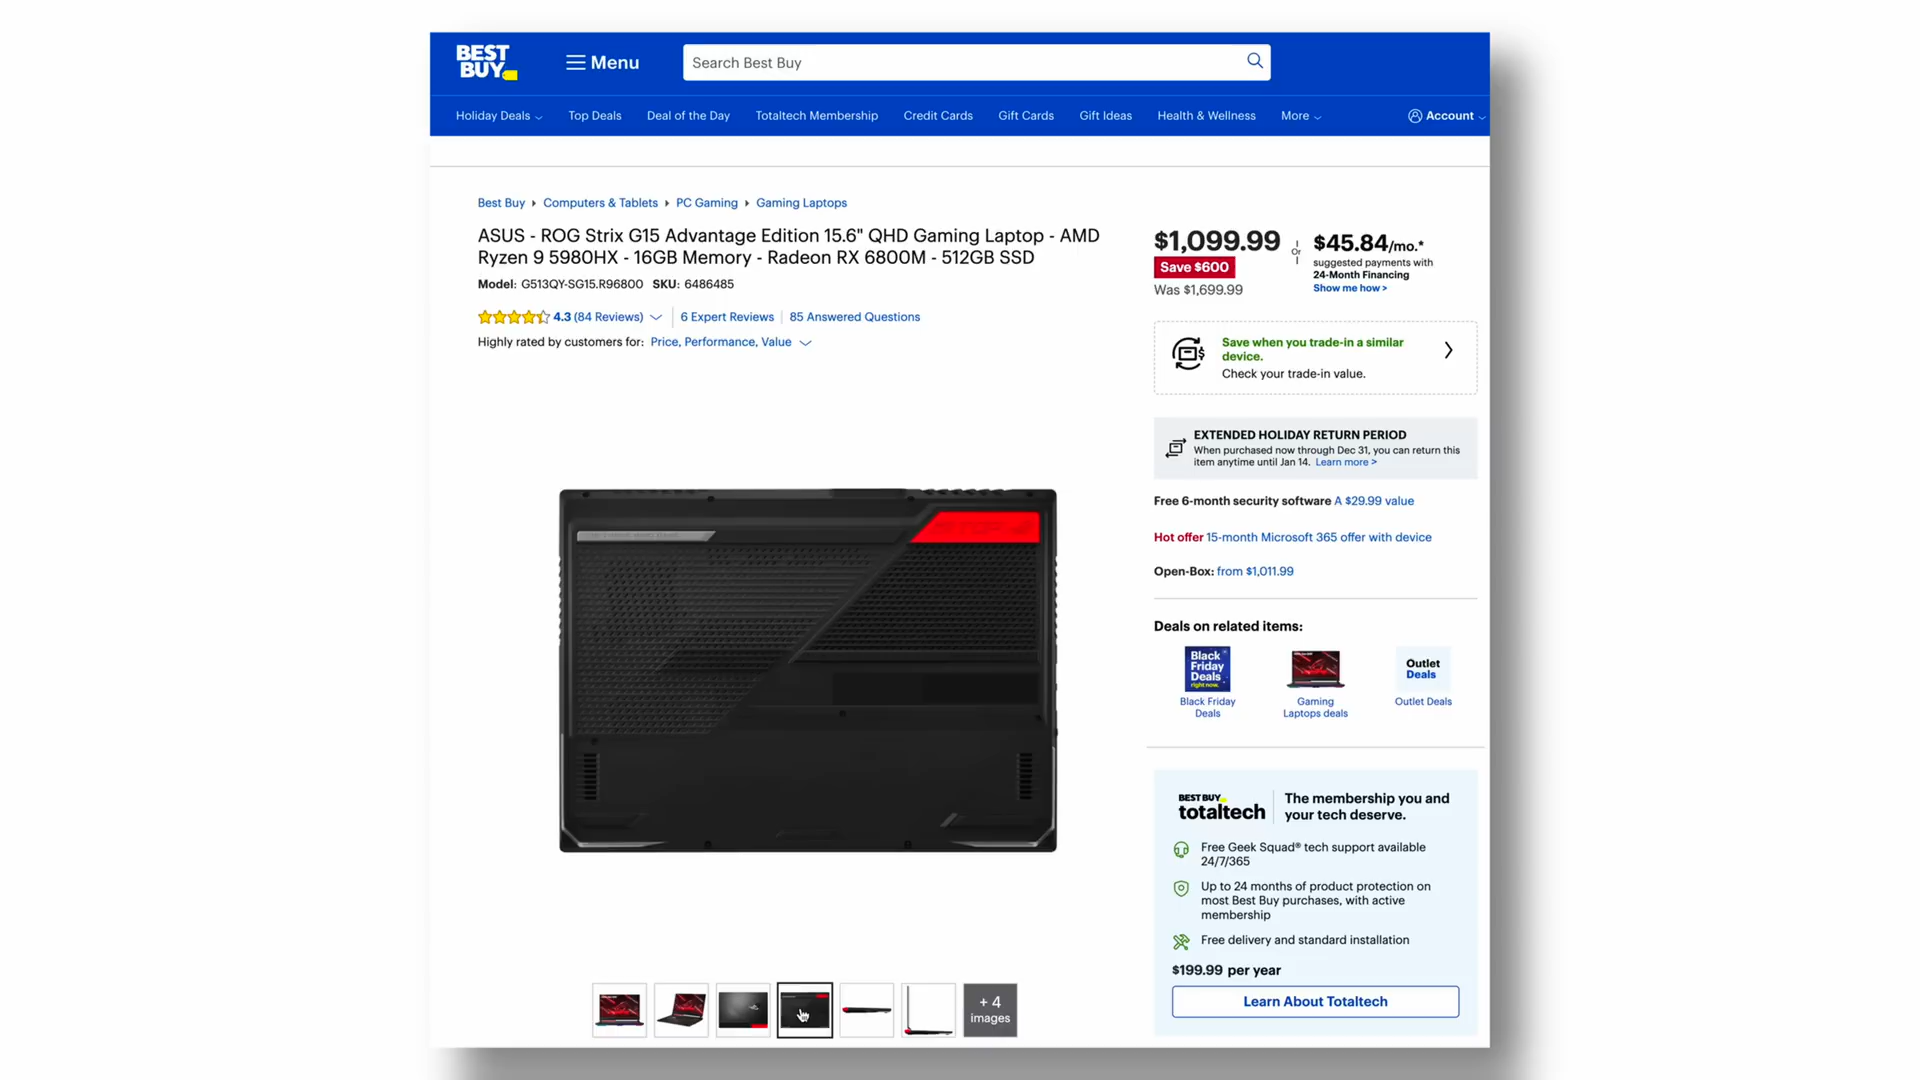 BEST
BUY
Menu
Search Best Buy
Holiday Deals
Top Deals
Deal of the Day
Totaltech Membership
Credit Cards
Gift Cards
Gift Ideas
Health & Wellness
More
Account
Best Buy
Computers & Tablets
PC Gaming
Gaming Laptops
ASUS - ROG Strix G15 Advantage Edition 15.6" QHD Gaming Laptop - AMD
Ryzen 9 5980HX - 16GB Memory - Radeon RX 6800M - 512GB SSD
Model: G513QY-SG15.R96800 SKU: 6486485
4.3 (84 Reviews)
6 Expert Reviews
85 Answered Questions
Highly rated by customers for: Price, Performance, Value
$1,099.99
Save $600
Was $1,699.99
Or
$45.84/mo.*
suggested payments with
24-Month Financing
Show me how >
Save when you trade-in a similar
device.
Check your trade-in value.
EXTENDED HOLIDAY RETURN PERIOD
When purchased now through Dec 31, you can return this
item anytime until Jan 14. Learn more >
Free 6-month security software A $29.99 value
Hot offer 15-month Microsoft 365 offer with device
Open-Box: from $1,011.99
Deals on related items:
Black
Friday
Deals
right now.
Black Friday
Deals
Gaming
Laptops deals
Outlet
Deals
Outlet Deals
BEST BUY
totaltech
The membership you and
your tech deserve.
Free Geek Squad® tech support available
24/7/365
Up to 24 months of product protection on
most Best Buy purchases, with active
membership
Free delivery and standard installation
$199.99 per year
Learn About Totaltech
+ 4
images